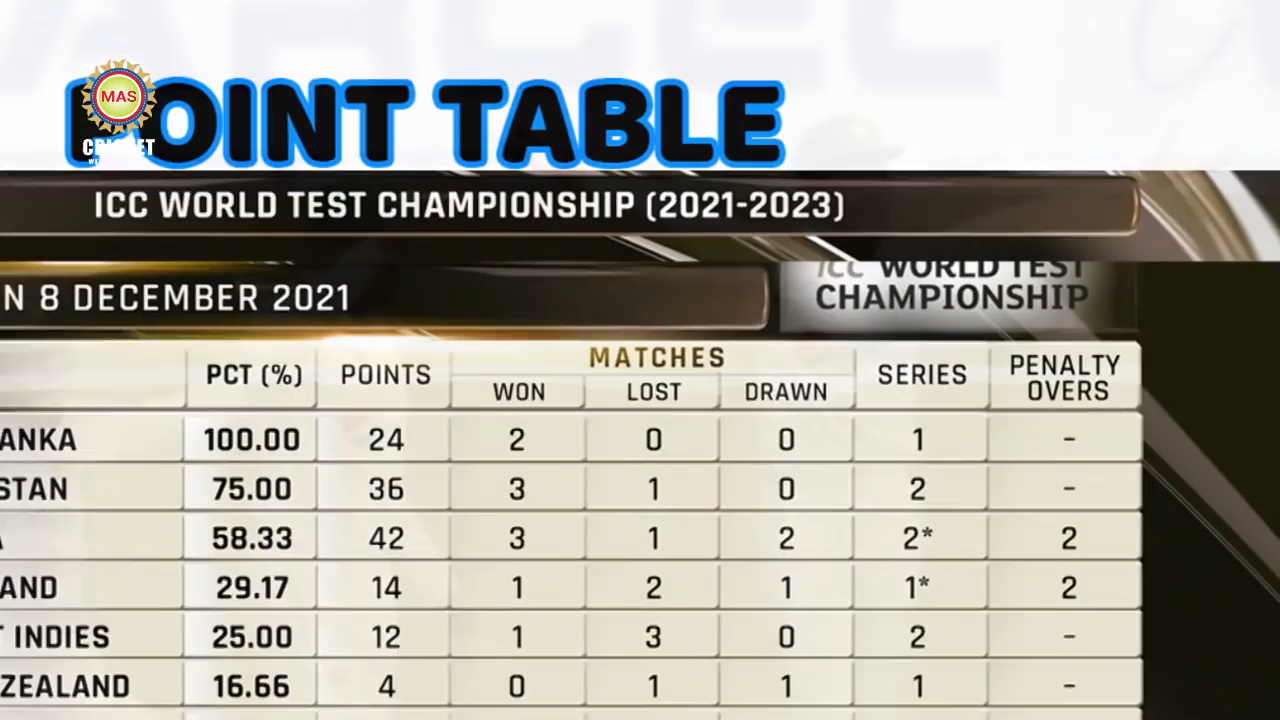 POINT TABLE
MAS
CRICKET
ICC WORLD TEST CHAMPIONSHIP (2021-2023)
ICC WORLD TEST
CHAMPIONSHIP
N 8 DECEMBER 2021
PCT (%) POINTS MATCHES SERIES PENALTY OVERS
WON LOST DRAWN
ANKA 100.00 24 2 0 0 1 -
STAN 75.00 36 3 1 0 2 -
A 58.33 42 3 1 2 2* 2
AND 29.17 14 1 2 1 1* 2
T INDIES 25.00 12 1 3 0 2 -
ZEALAND 16.66 4 0 1 1 1 -